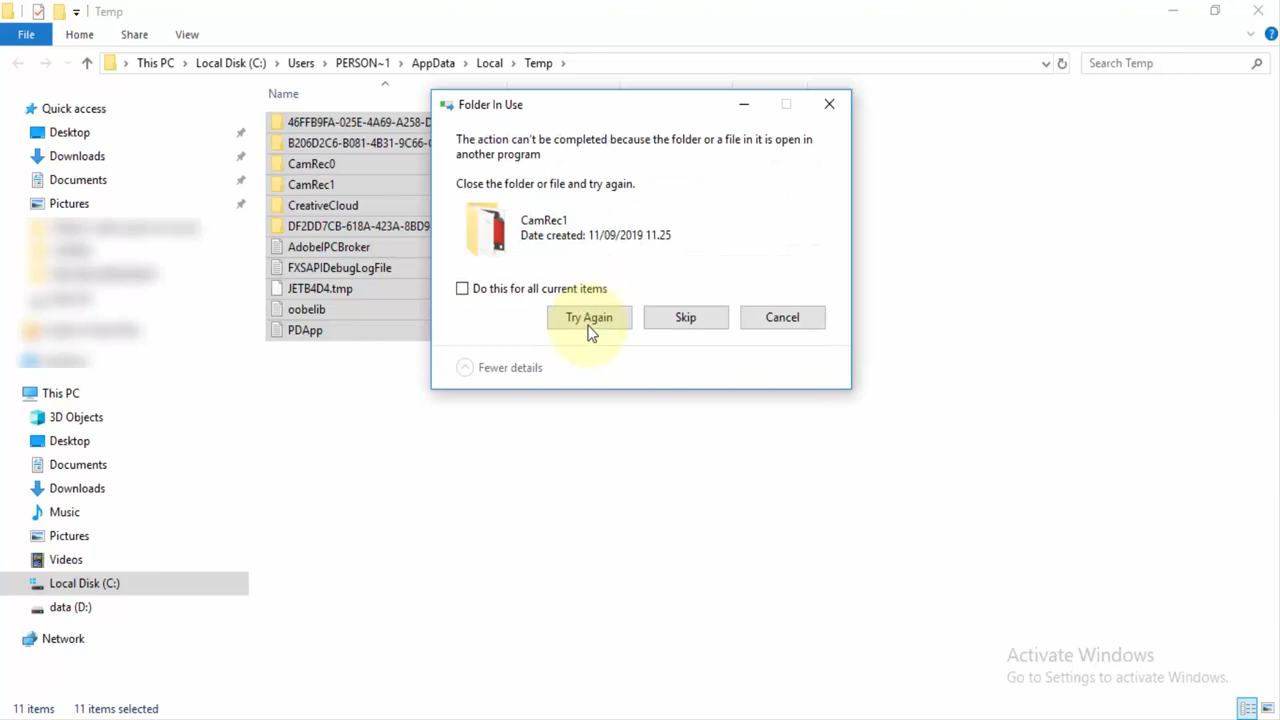 Temp
File Home Share View
This PC Local Disk (C:) Users PERSON~1 AppData Local Temp Search Temp
Name
Quick access
Desktop
Downloads
Documents
Pictures
This PC
3D Objects
Desktop
Documents
Downloads
Music
Pictures
Videos
Local Disk (C:)
data (D:)
Network
46FFB9FA-025E-4A69-A258-D
B206D2C6-B081-4B31-9C66-
CamRec0
CamRec1
CreativeCloud
DF2DD7CB-618A-423A-8BD9
AdobeIPCBroker
FXSAPIDebugLogFile
JETB4D4.tmp
oobelib
PDApp
Folder In Use
The action can't be completed because the folder or a file in it is open in
another program
Close the folder or file and try again.
CamRec1
Date created: 11/09/2019 11.25
Do this for all current items
Try Again Skip Cancel
Fewer details
Activate Windows
Go to Settings to activate Windows.
11 items 11 items selected